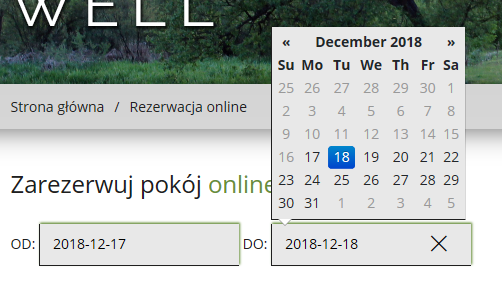 WELL
« December 2018 »
Su Mo Tu We Th Fr Sa
25 26 27 28 29 30 1
2 3 4 5 6 7 8
9 10 11 12 13 14 15
16 17 18 19 20 21 22
23 24 25 26 27 28 29
30 31 1 2 3 4 5
Strona główna / Rezerwacja online
Zarezerwuj pokój online
OD: 2018-12-17 DO: 2018-12-18